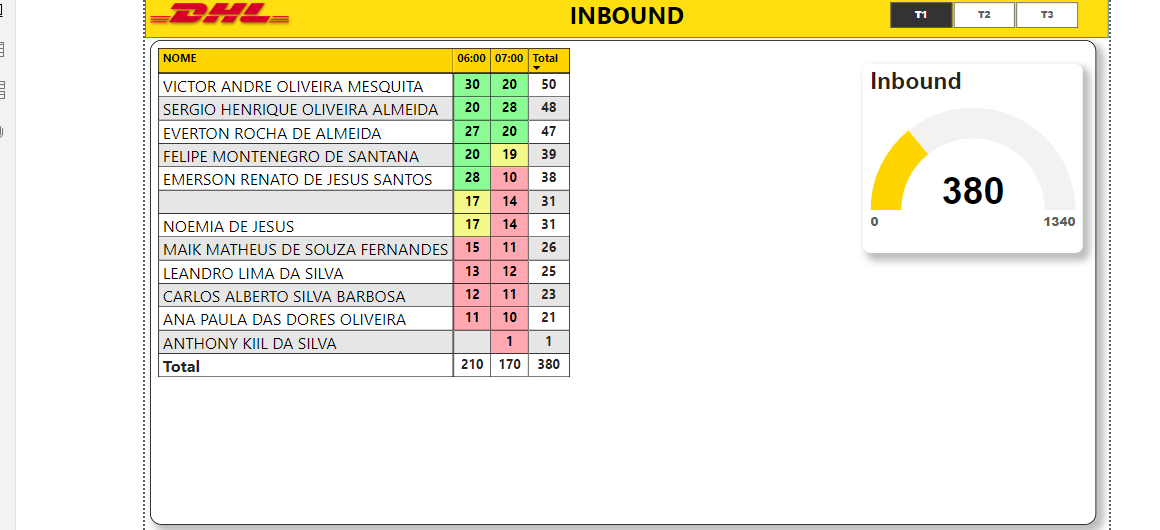 DHL
INBOUND
T1 T2 T3
NOME 06:00 07:00 Total
VICTOR ANDRE OLIVEIRA MESQUITA 30 20 50
SERGIO HENRIQUE OLIVEIRA ALMEIDA 20 28 48
EVERTON ROCHA DE ALMEIDA 27 20 47
FELIPE MONTENEGRO DE SANTANA 20 19 39
EMERSON RENATO DE JESUS SANTOS 28 10 38
17 14 31
NOEMIA DE JESUS 17 14 31
MAIK MATHEUS DE SOUZA FERNANDES 15 11 26
LEANDRO LIMA DA SILVA 13 12 25
CARLOS ALBERTO SILVA BARBOSA 12 11 23
ANA PAULA DAS DORES OLIVEIRA 11 10 21
ANTHONY KIIL DA SILVA 1 1
Total 210 170 380
Inbound
380
0 1340